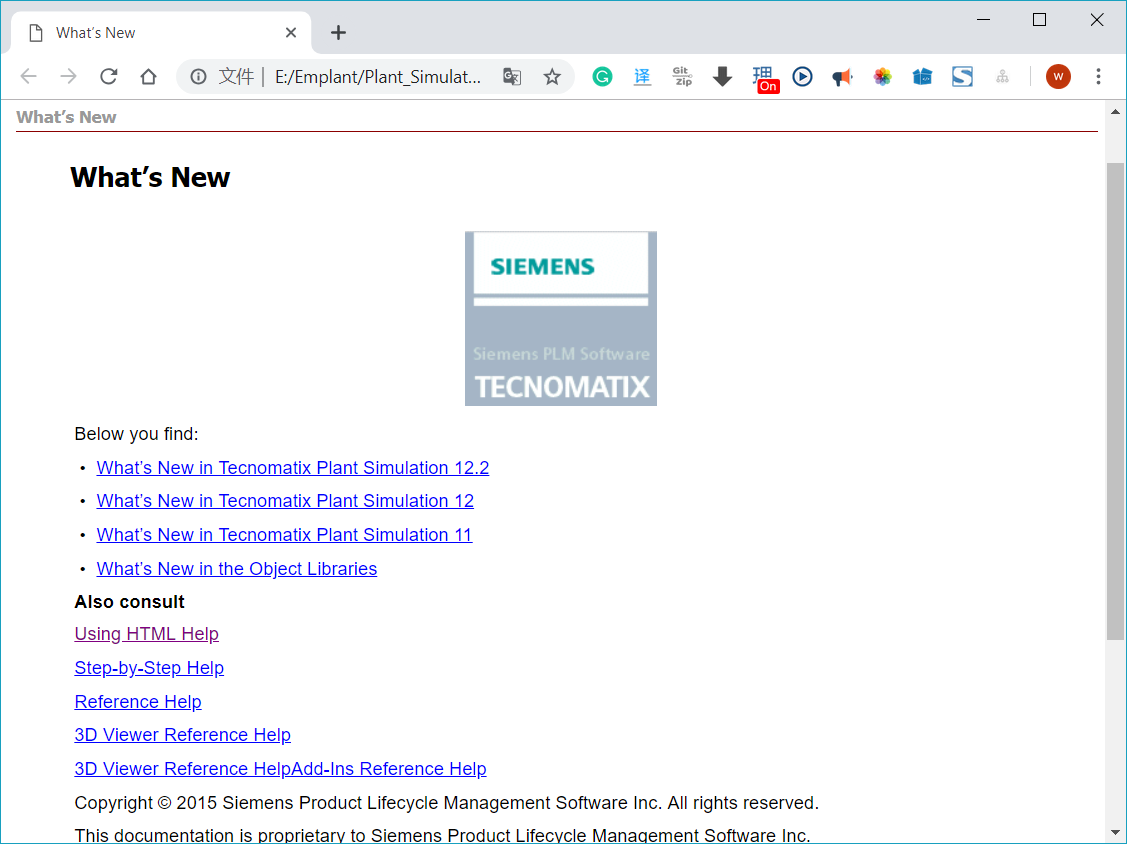 What's New
文件
E:/Emplant/Plant_Simulat...
译
Git
Zip
理
On
W
What's New
What's New
SIEMENS
Siemens PLM Software
TECNOMATIX
Below you find:
• What's New in Tecnomatix Plant Simulation 12.2
• What's New in Tecnomatix Plant Simulation 12
• What's New in Tecnomatix Plant Simulation 11
• What's New in the Object Libraries
Also consult
Using HTML Help
Step-by-Step Help
Reference Help
3D Viewer Reference Help
3D Viewer Reference HelpAdd-Ins Reference Help
Copyright © 2015 Siemens Product Lifecycle Management Software Inc. All rights reserved.
This documentation is proprietary to Siemens Product Lifecycle Management Software Inc.